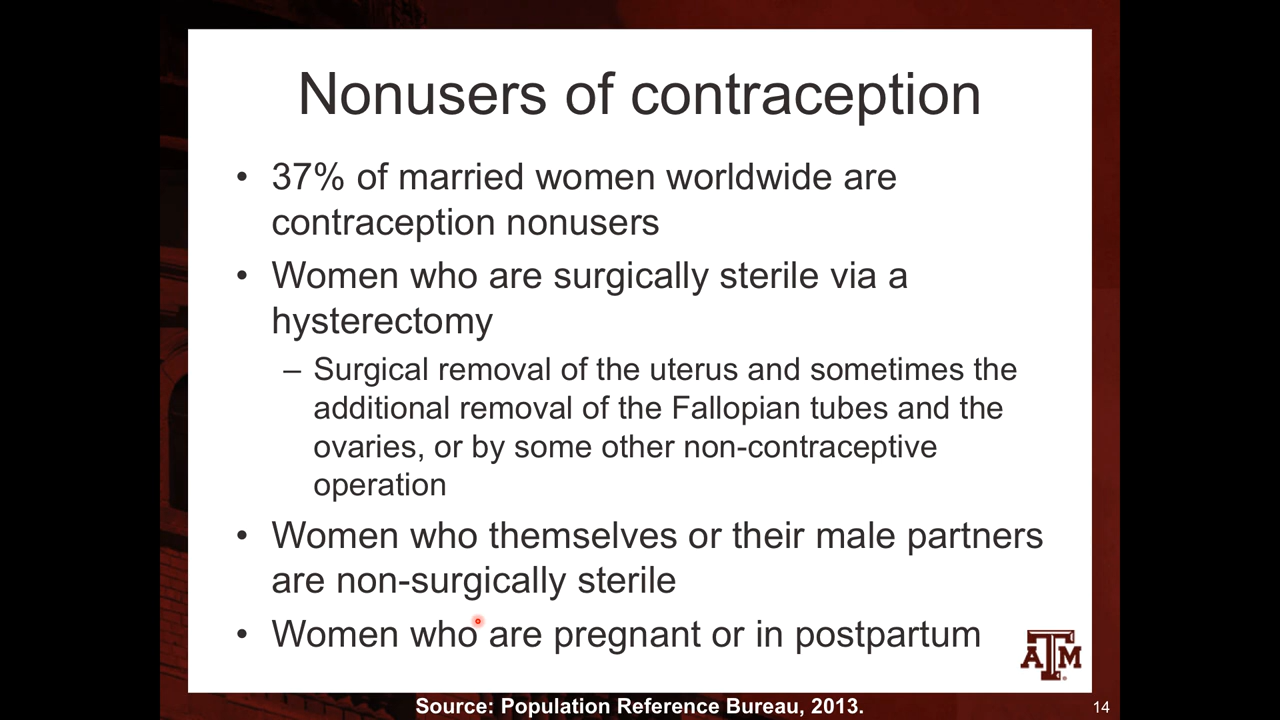 Nonusers of contraception
• 37% of married women worldwide are
contraception nonusers
• Women who are surgically sterile via a
hysterectomy
– Surgical removal of the uterus and sometimes the
additional removal of the Fallopian tubes and the
ovaries, or by some other non-contraceptive
operation
• Women who themselves or their male partners
are non-surgically sterile
• Women who are pregnant or in postpartum
ATM
Source: Population Reference Bureau, 2013.
14